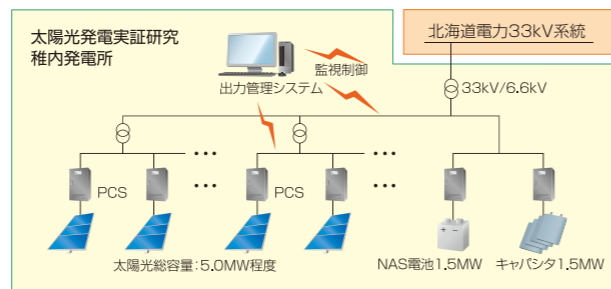 太陽光発電実証研究
稚内発電所
北海道電力33kV系統
監視制御
出力管理システム
33kV/6.6kV
PCS
PCS
太陽光総容量：5.0MW程度
NAS電池1.5MW
キャパシタ1.5MW